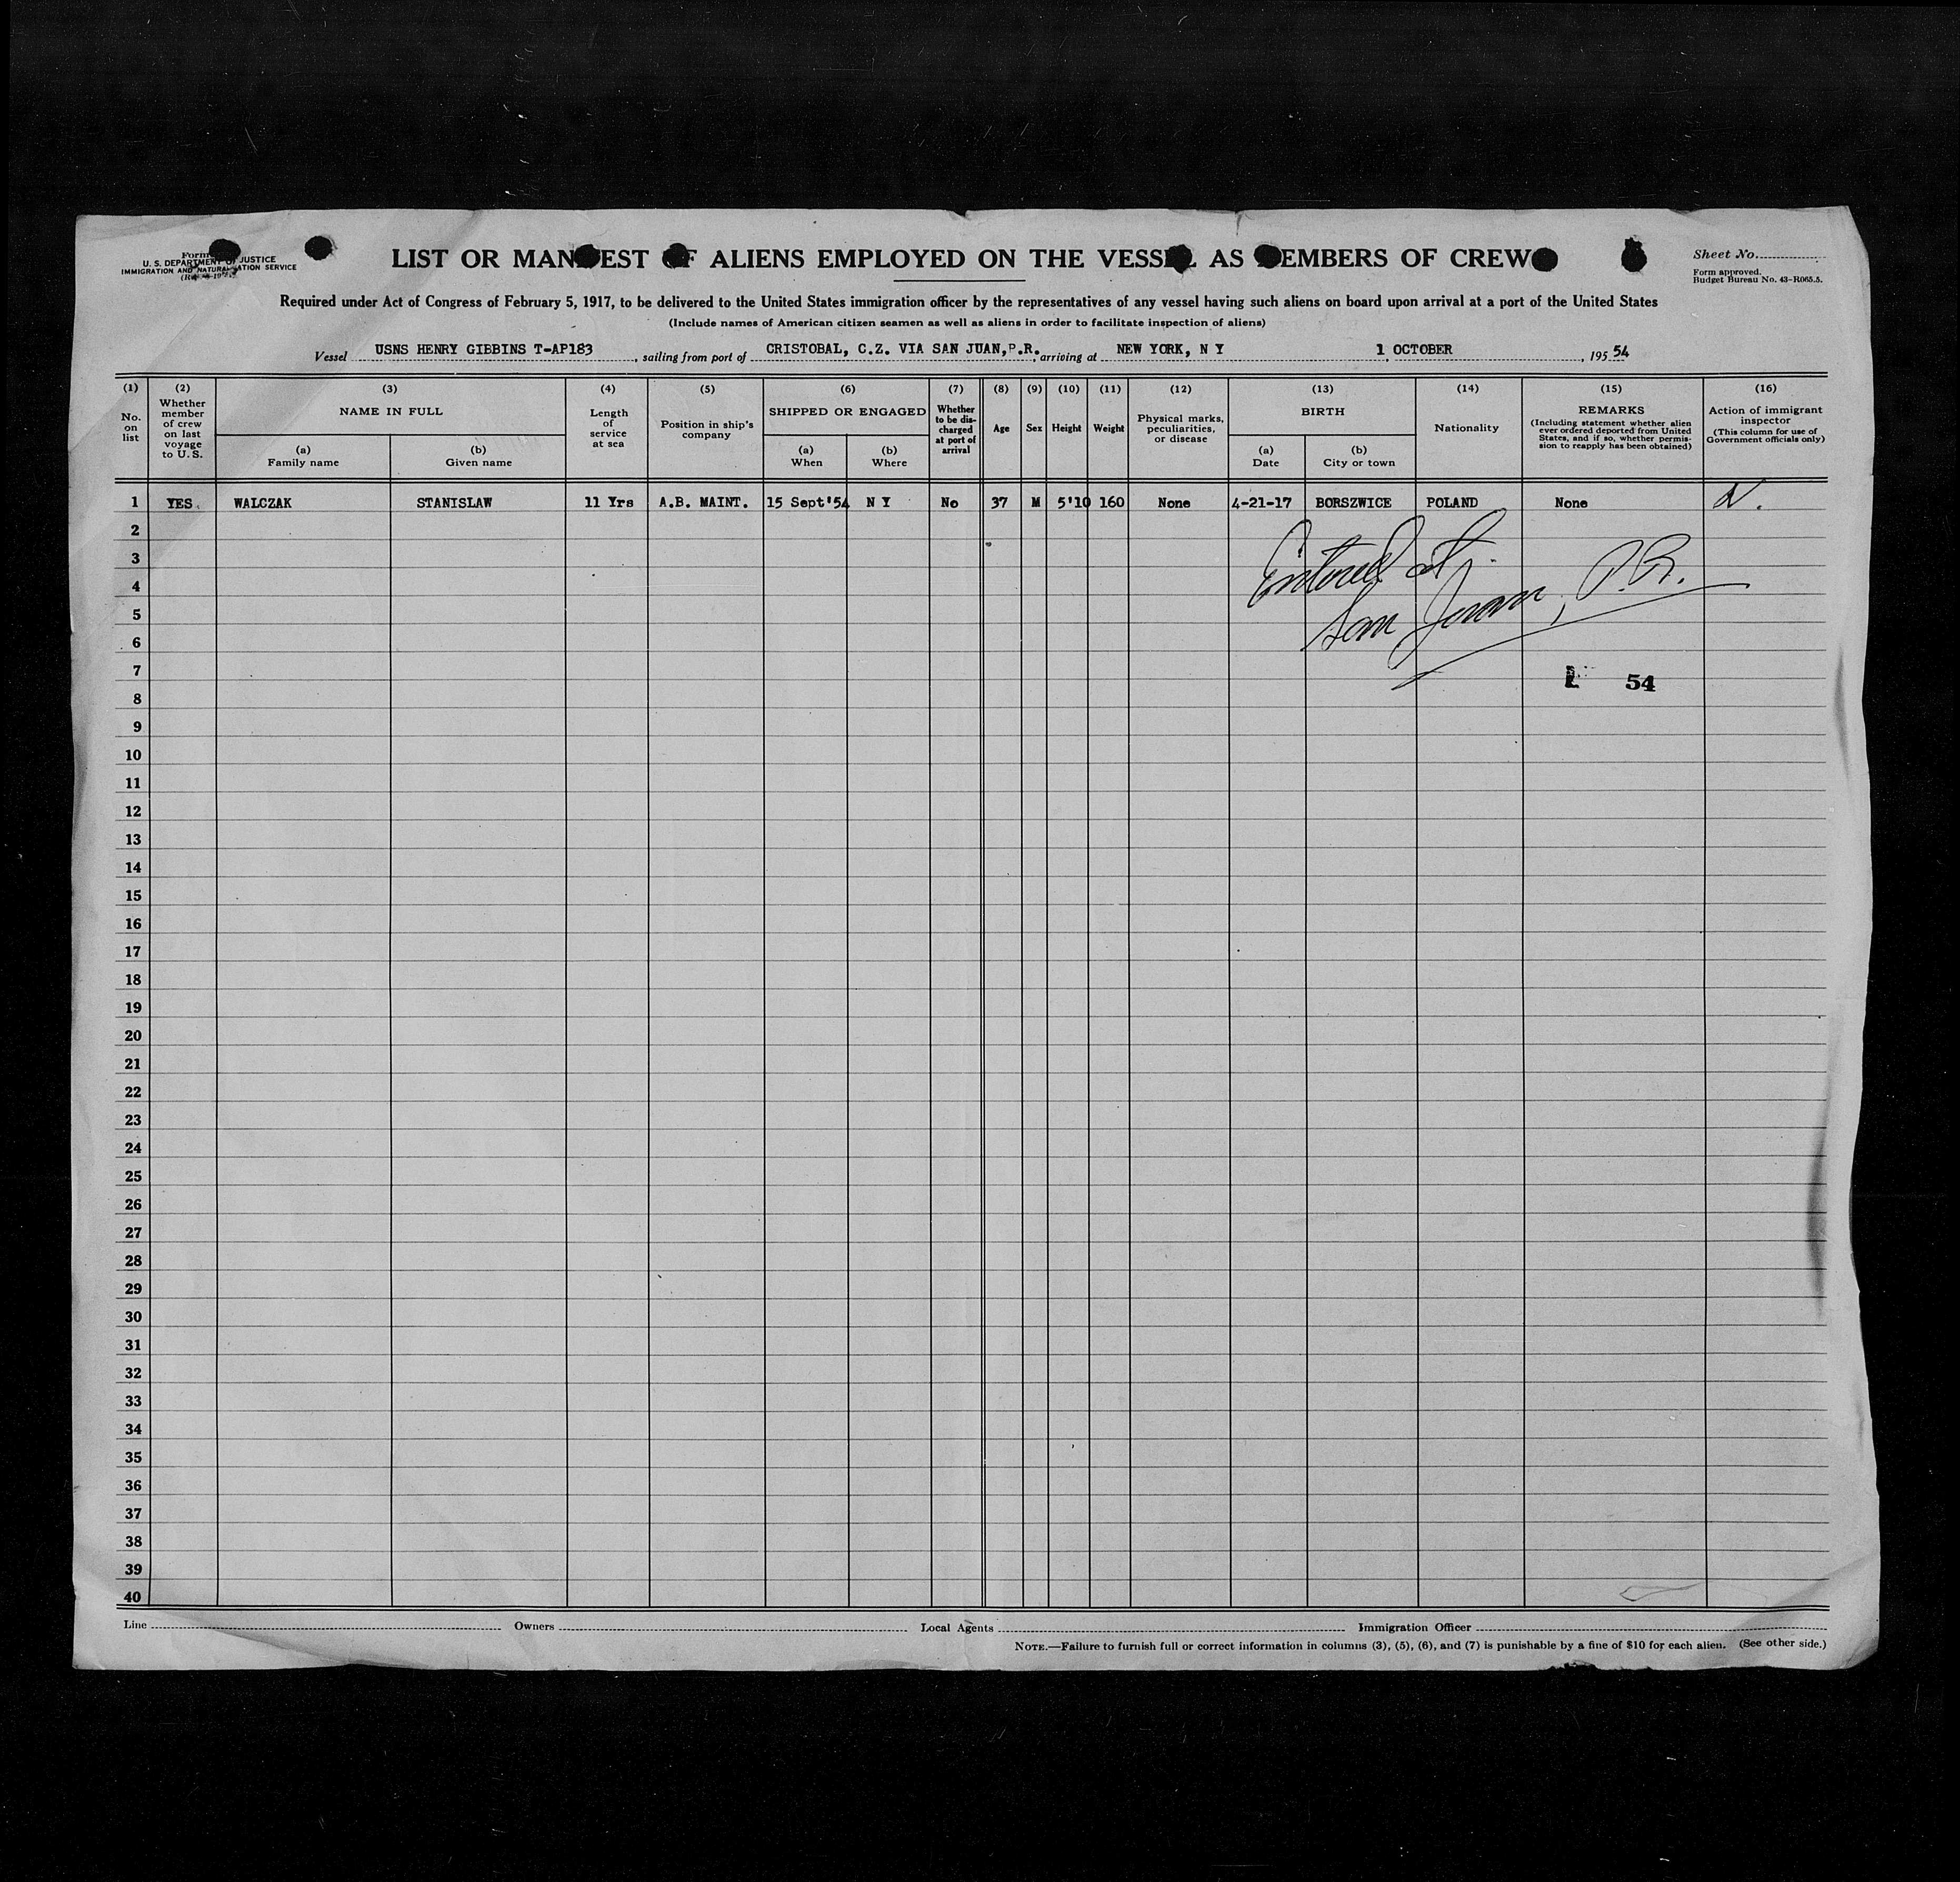 Form
U. S. DEPARTMENT OF JUSTICE
IMMIGRATION AND NATURALIZATION SERVICE
LIST OR MANIFEST OF ALIENS EMPLOYED ON THE VESSEL AS MEMBERS OF CREW
Sheet No.
Form approved.
Budget Bureau No. 43-R065.5.
Required under Act of Congress of February 5, 1917, to be delivered to the United States immigration officer by the representatives of any vessel having such aliens on board upon arrival at a port of the United States
(Include names of American citizen seamen as well as aliens in order to facilitate inspection of aliens)
Vessel USNS HENRY GIBBINS T-AP183, sailing from port of CRISTOBAL, C.Z. VIA SAN JUAN, P.R., arriving at NEW YORK, N Y 1 OCTOBER, 1954
(1) No. on list
(2) Whether member of crew on last voyage to U. S.
(3) NAME IN FULL
(a) Family name
(b) Given name
(4) Length of service at sea
(5) Position in ship's company
(6) SHIPPED OR ENGAGED
(a) When
(b) Where
(7) Whether to be discharged at port of arrival
(8) Age
(9) Sex
(10) Height
(11) Weight
(12) Physical marks, peculiarities, or disease
(13) BIRTH
(a) Date
(b) City or town
(14) Nationality
(15) REMARKS (Including statement whether alien ever ordered deported from United States, and if so, whether permission to reapply has been obtained)
(16) Action of immigrant inspector (This column for use of Government officials only)
1 YES WALCZAK STANISLAW 11 Yrs A.B. MAINT. 15 Sept'54 N Y No 37 M 5'10 160 None 4-21-17 BORSZWICE POLAND None
2
3 Entered at
4
5 San Juan, P.R.
6
7
54
8
9
10
11
12
13
14
15
16
17
18
19
20
21
22
23
24
25
26
27
28
29
30
31
32
33
34
35
36
37
38
39
40
Line Owners Local Agents Immigration Officer
NOTE.—Failure to furnish full or correct information in columns (3), (5), (6), and (7) is punishable by a fine of $10 for each alien. (See other side.)